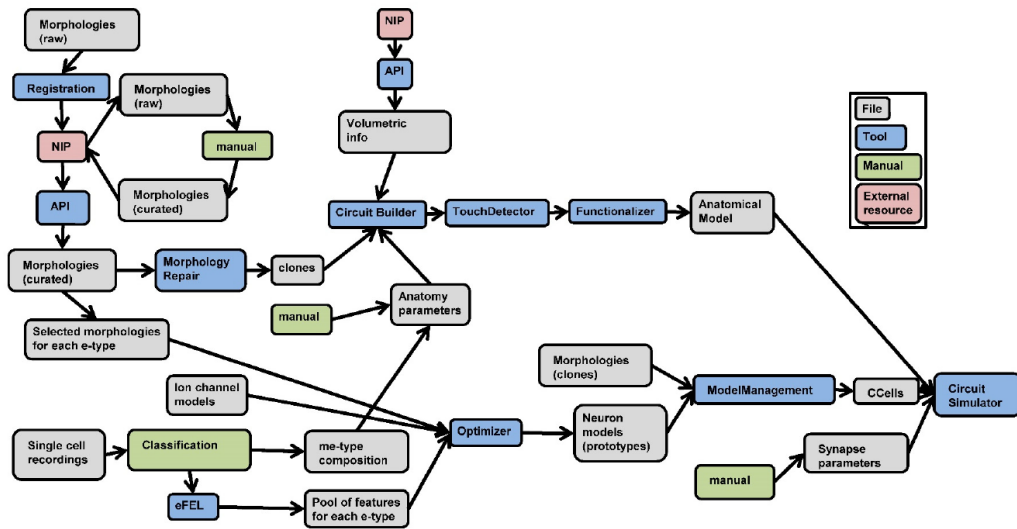 Morphologies
(raw)
Registration
NIP
API
Morphologies
(raw)
manual
Morphologies
(curated)
NIP
API
Volumetric
info
File
Tool
Manual
External
resource
Circuit Builder
TouchDetector
Functionalizer
Anatomical
Model
Morphologies
(curated)
Morphology
Repair
clones
manual
Anatomy
parameters
Selected morphologies
for each e-type
Ion channel
models
Morphologies
(clones)
ModelManagement
CCells
Circuit
Simulator
Single cell
recordings
Classification
me-type
composition
Optimizer
Neuron
models
(prototypes)
manual
Synapse
parameters
eFEL
Pool of features
for each e-type